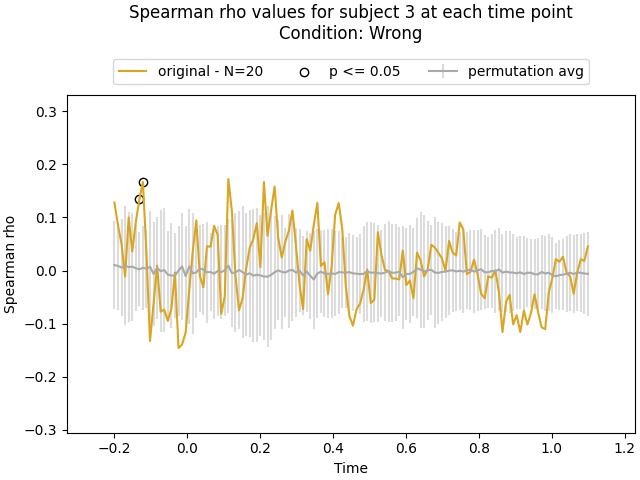 Spearman rho values for subject 3 at each time point
Condition: Wrong
original - N=20
p <= 0.05
permutation avg
0.3
0.2
0.1
0.0
−0.1
−0.2
−0.3
Spearman rho
−0.2
0.0
0.2
0.4
0.6
0.8
1.0
1.2
Time